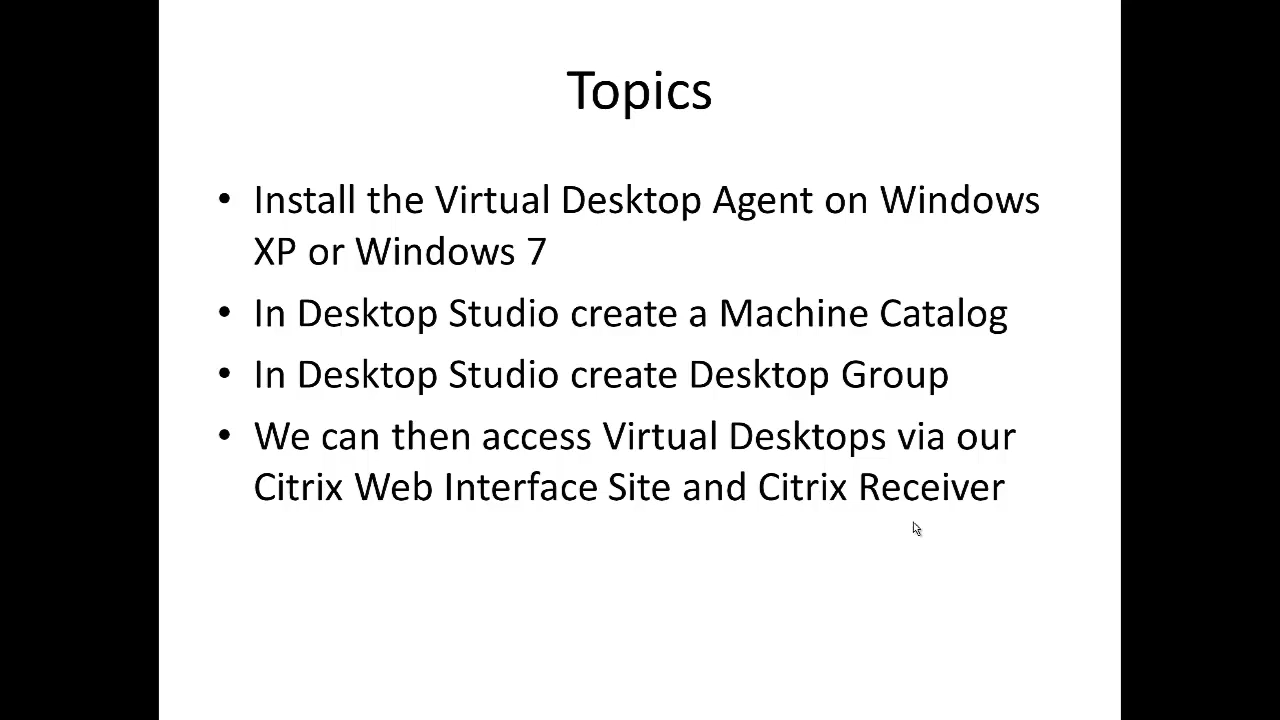 Topics
• Install the Virtual Desktop Agent on Windows
XP or Windows 7
• In Desktop Studio create a Machine Catalog
• In Desktop Studio create Desktop Group
• We can then access Virtual Desktops via our
Citrix Web Interface Site and Citrix Receiver